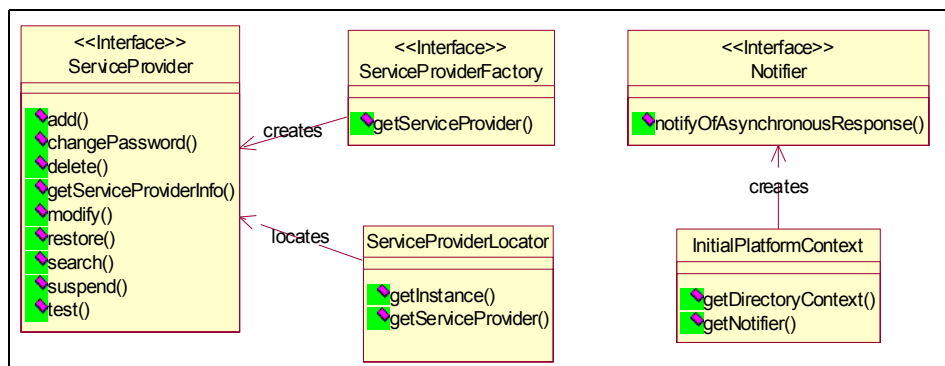 <<Interface>>
ServiceProvider
add()
changePassword()
delete()
getServiceProviderInfo()
modify()
restore()
search()
suspend()
test()
creates
locates
<<Interface>>
ServiceProviderFactory
getServiceProvider()
ServiceProviderLocator
getInstance()
getServiceProvider()
<<Interface>>
Notifier
notifyOfAsynchronousResponse()
creates
InitialPlatformContext
getDirectoryContext()
getNotifier()